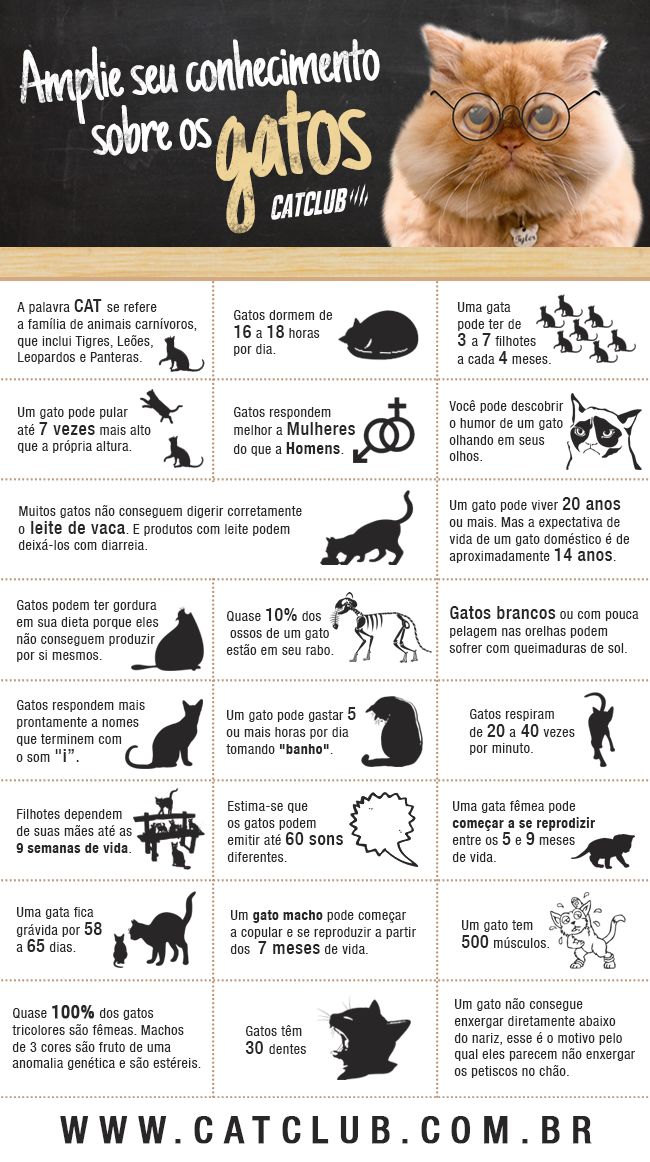 Amplie seu conhecimento
sobre os gatos
CATCLUB
Tyler
A palavra CAT se refere
a família de animais carnívoros,
que inclui Tigres, Leões,
Leopardos e Panteras.
Gatos dormem de
16 a 18 horas
por dia.
Uma gata
pode ter de
3 a 7 filhotes
a cada 4 meses.
Um gato pode pular
até 7 vezes mais alto
que a própria altura.
Gatos respondem
melhor a Mulheres
do que a Homens.
Você pode descobrir
o humor de um gato
olhando em seus
olhos.
Muitos gatos não conseguem digerir corretamente
o leite de vaca. E produtos com leite podem
deixá-los com diarreia.
Um gato pode viver 20 anos
ou mais. Mas a expectativa de
vida de um gato doméstico é de
aproximadamente 14 anos.
Gatos podem ter gordura
em sua dieta porque eles
não conseguem produzir
por si mesmos.
Quase 10% dos
ossos de um gato
estão em seu rabo.
Gatos brancos ou com pouca
pelagem nas orelhas podem
sofrer com queimaduras de sol.
Gatos respondem mais
prontamente a nomes
que terminem com
o som "i".
Um gato pode gastar 5
ou mais horas por dia
tomando "banho".
Gatos respiram
de 20 a 40 vezes
por minuto.
Filhotes dependem
de suas mães até as
9 semanas de vida.
Estima-se que
os gatos podem
emitir até 60 sons
diferentes.
Uma gata fêmea pode
começar a se reprodizir
entre os 5 e 9 meses
de vida.
Uma gata fica
grávida por 58
a 65 dias.
Um gato macho pode começar
a copular e se reproduzir a partir
dos 7 meses de vida.
Um gato tem
500 músculos.
Quase 100% dos gatos
tricolores são fêmeas. Machos
de 3 cores são fruto de uma
anomalia genética e são estéreis.
Gatos têm
30 dentes
Um gato não consegue
enxergar diretamente abaixo
do nariz, esse é o motivo pelo
qual eles parecem não enxergar
os petiscos no chão.
WWW.CATCLUB.COM.BR